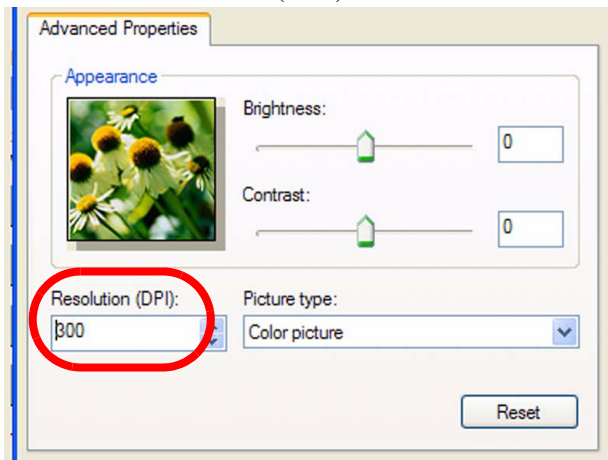 Advanced Properties
Appearance
Brightness:
0
Contrast:
0
Resolution (DPI):
Picture type:
300
Color picture
Reset